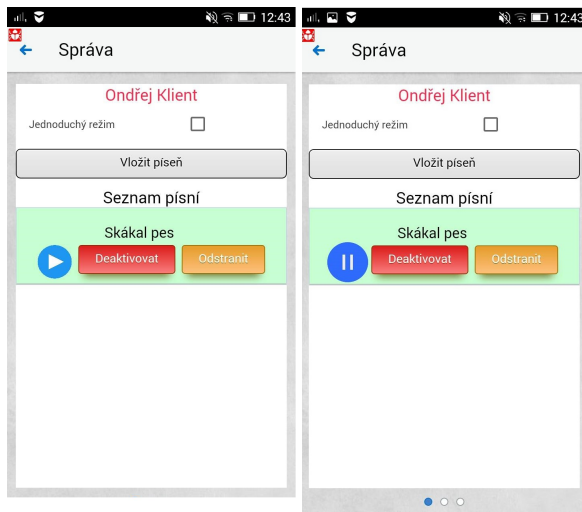 12:43
Správa
Ondřej Klient
Jednoduchý režim
Vložit píseň
Seznam písní
Skákal pes
Deaktivovat
Odstranit
12:43
Správa
Ondřej Klient
Jednoduchý režim
Vložit píseň
Seznam písní
Skákal pes
Deaktivovat
Odstranit